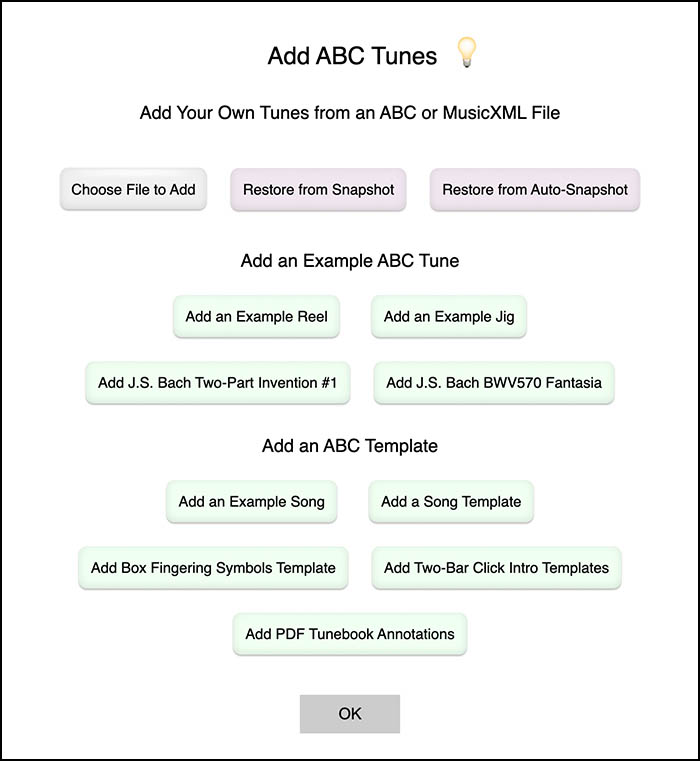 Add ABC Tunes
Add Your Own Tunes from an ABC or MusicXML File
Choose File to Add
Restore from Snapshot
Restore from Auto-Snapshot
Add an Example ABC Tune
Add an Example Reel
Add an Example Jig
Add J.S. Bach Two-Part Invention #1
Add J.S. Bach BWV570 Fantasia
Add an ABC Template
Add an Example Song
Add a Song Template
Add Box Fingering Symbols Template
Add Two-Bar Click Intro Templates
Add PDF Tunebook Annotations
OK